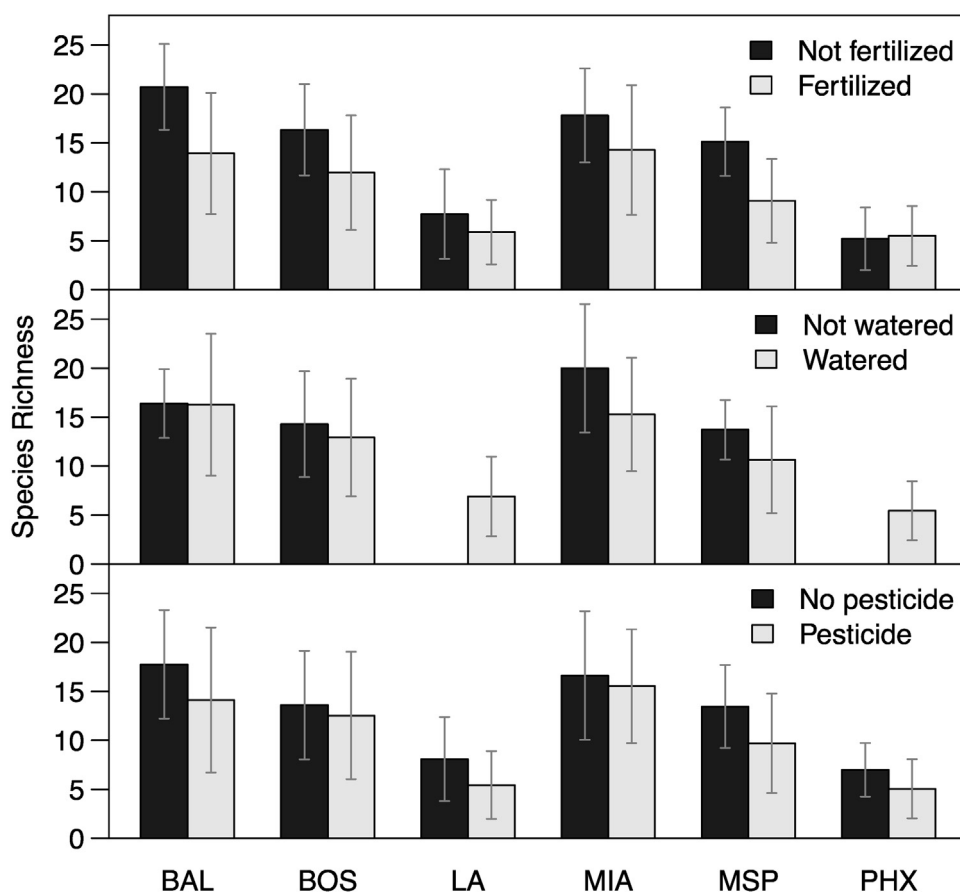 25
20
15
10
5
0
Not fertilized
Fertilized
25
20
15
10
5
0
Not watered
Watered
25
20
15
10
5
0
No pesticide
Pesticide
Species Richness
BAL BOS LA MIA MSP PHX